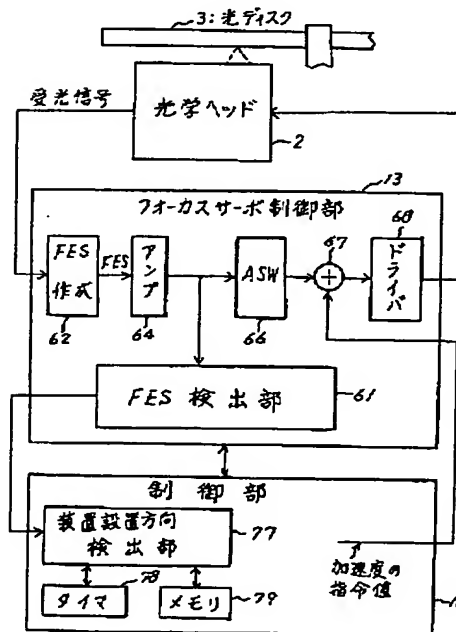 3:光ディスク
受光信号
光学ヘッド
2
13
フォーカスサーボ制御部
FES
作成
62
FES
アンプ
64
ASW
66
67
68
ドライバ
FES 検出部
61
制御部
装置設置方向
検出部
77
タイマ
78
メモリ
79
加速度の
指令値